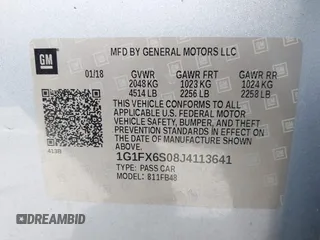 GM
MFD BY GENERAL MOTORS LLC
01/18 GVWR GAWR FRT GAWR RR
2048 KG 1023 KG 1024 KG
4514 LB 2256 LB 2258 LB
THIS VEHICLE CONFORMS TO ALL
APPLICABLE U.S. FEDERAL MOTOR
VEHICLE SAFETY, BUMPER, AND THEFT
PREVENTION STANDARDS IN EFFECT ON
THE DATE OF MANUFACTURE SHOWN ABOVE.
1G1FX6S08J4113641
TYPE: PASS CAR
MODEL: 811FB48
DREAMBID